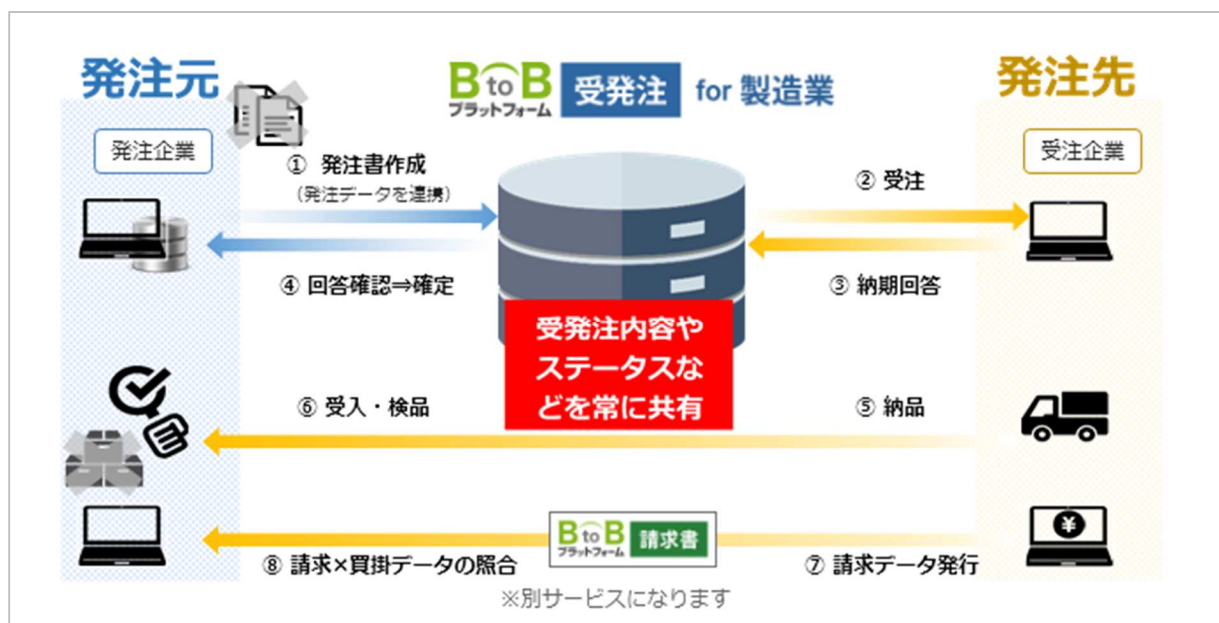 発注元
BtoB
プラットフォーム
受発注
for 製造業
発注先
発注企業
受注企業
① 発注書作成
(発注データを連携)
② 受注
④ 回答確認⇒確定
③ 納期回答
受発注内容や
ステータスな
どを常に共有
⑥ 受入・検品
⑤ 納品
¥
BtoB
プラットフォーム
請求書
⑧ 請求×買掛データの照合
⑦ 請求データ発行
※別サービスになります